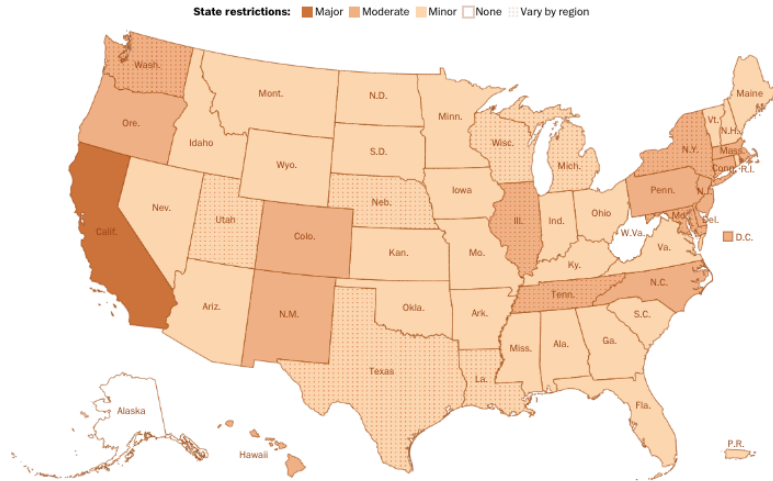 State restrictions: Major Moderate Minor None Vary by region
Wash.
Mont.
N.D.
Minn.
Maine
Ore.
Idaho
S.D.
Wisc.
Mich.
N.Y.
Vt.
N.H.
Mass.
Wyo.
Iowa
Conn.
R.I.
Nev.
Utah
Neb.
Ill.
Ind.
Ohio
Penn.
N.J.
Calif.
Colo.
Kan.
Mo.
W.Va.
Va.
Del.
D.C.
Ky.
Ariz.
N.M.
Okla.
Ark.
Tenn.
N.C.
S.C.
Texas
La.
Miss.
Ala.
Ga.
Fla.
Alaska
Hawaii
P.R.